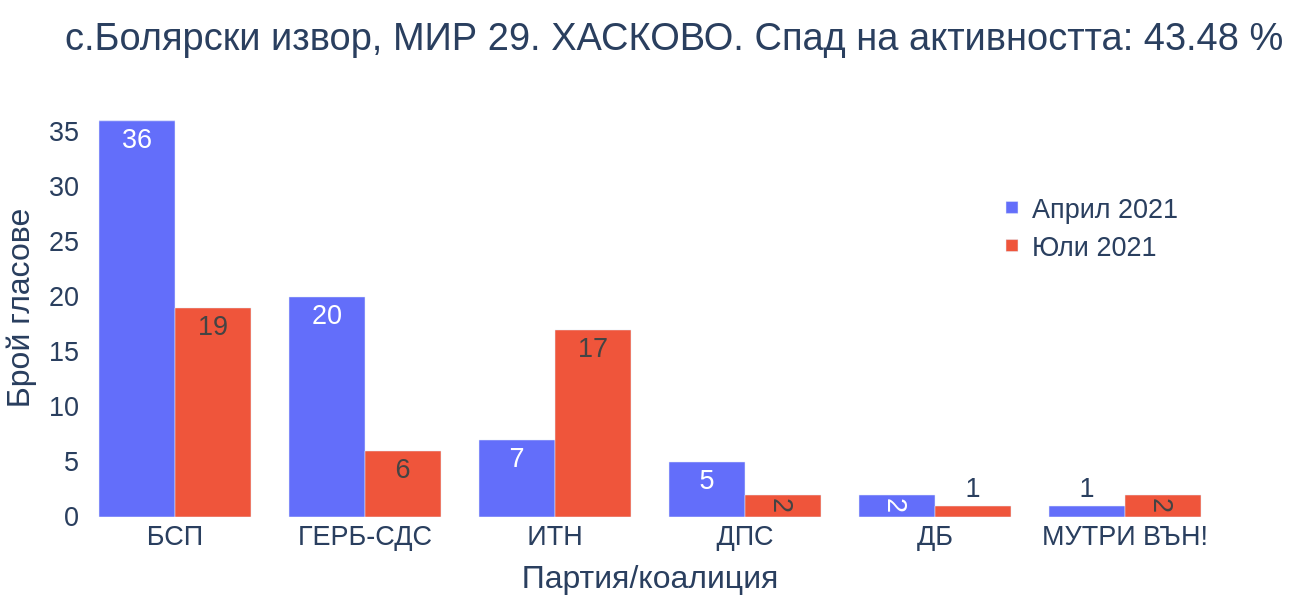 с.Болярски извор, МИР 29. ХАСКОВО. Спад на активността: 43.48 %
Брой гласове
35
30
25
20
15
10
5
0
36
19
20
6
7
17
5
2
2
1
1
2
Април 2021
Юли 2021
БСП
ГЕРБ-СДС
ИТН
ДПС
ДБ
МУТРИ ВЪН!
Партия/коалиция